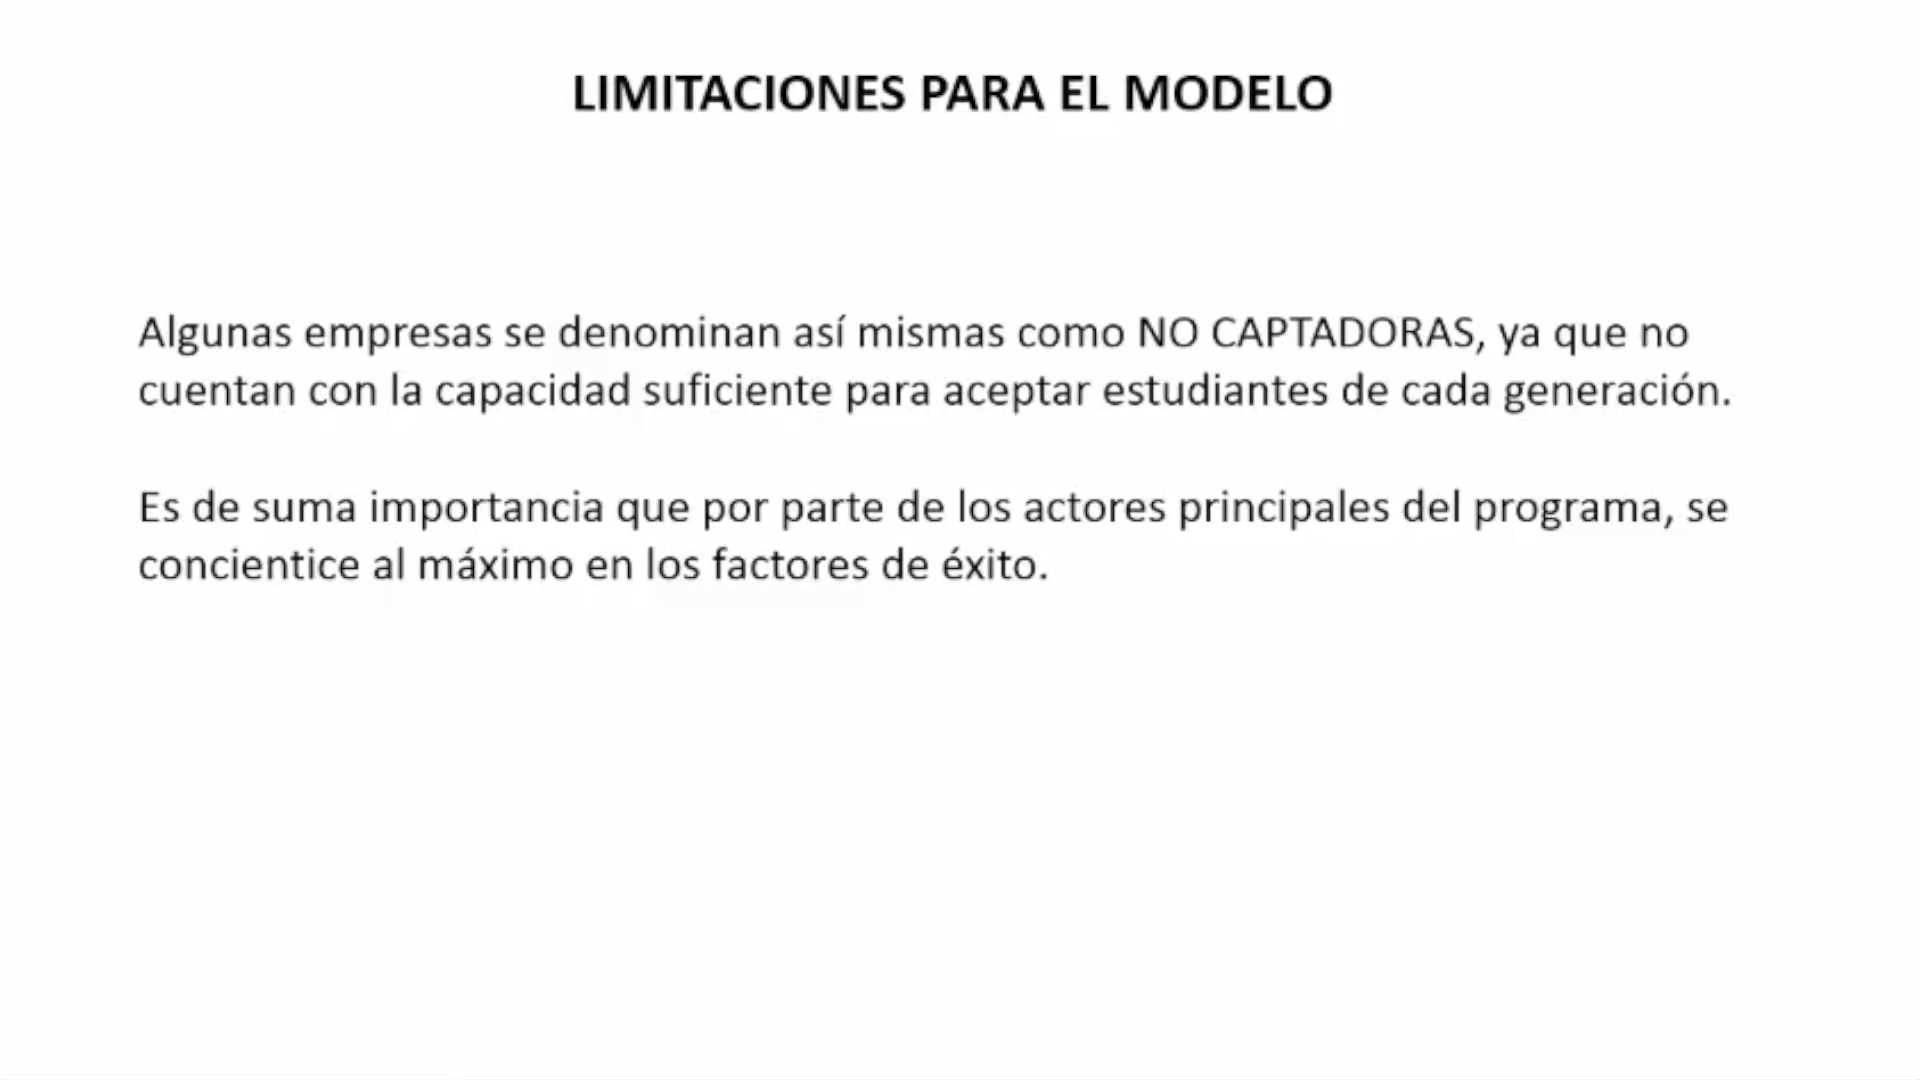 LIMITACIONES PARA EL MODELO
Algunas empresas se denominan así mismas como NO CAPTADORAS, ya que no
cuentan con la capacidad suficiente para aceptar estudiantes de cada generación.
Es de suma importancia que por parte de los actores principales del programa, se
concientice al máximo en los factores de éxito.